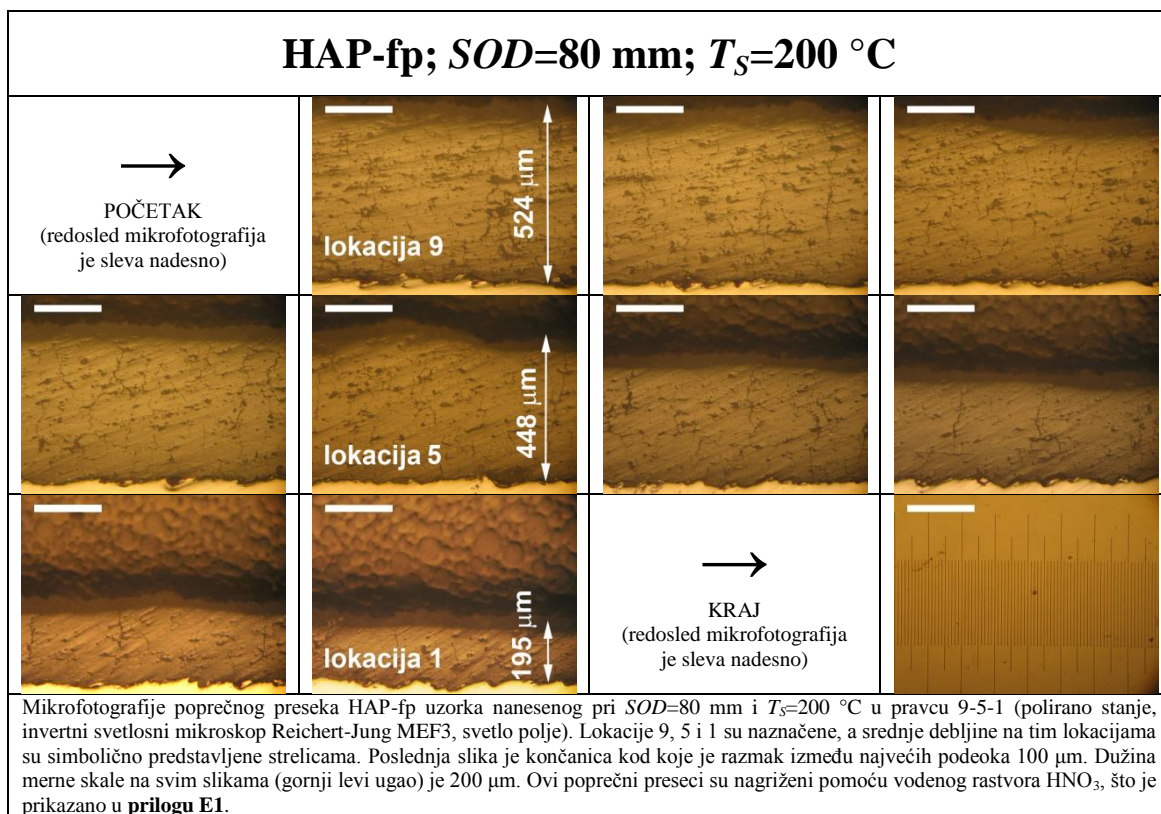 HAP-fp; SOD=80 mm; TS=200 °C
→
POČETAK
(redosled mikrofotografija
je sleva nadesno)
lokacija 9
524 µm
lokacija 5
448 µm
lokacija 1
195 µm
→
KRAJ
(redosled mikrofotografija
je sleva nadesno)
Mikrofotografije poprečnog preseka HAP-fp uzorka nanesenog pri SOD=80 mm i TS=200 °C u pravcu 9-5-1 (polirano stanje,
invertni svetlosni mikroskop Reichert-Jung MEF3, svetlo polje). Lokacije 9, 5 i 1 su naznačene, a srednje debljine na tim lokacijama
su simbolično predstavljene strelicama. Poslednja slika je končanica kod koje je razmak između najvećih podeoka 100 µm. Dužina
merne skale na svim slikama (gornji levi ugao) je 200 µm. Ovi poprečni preseci su nagriženi pomoću vodenog rastvora HNO3, što je
prikazano u prilogu E1.